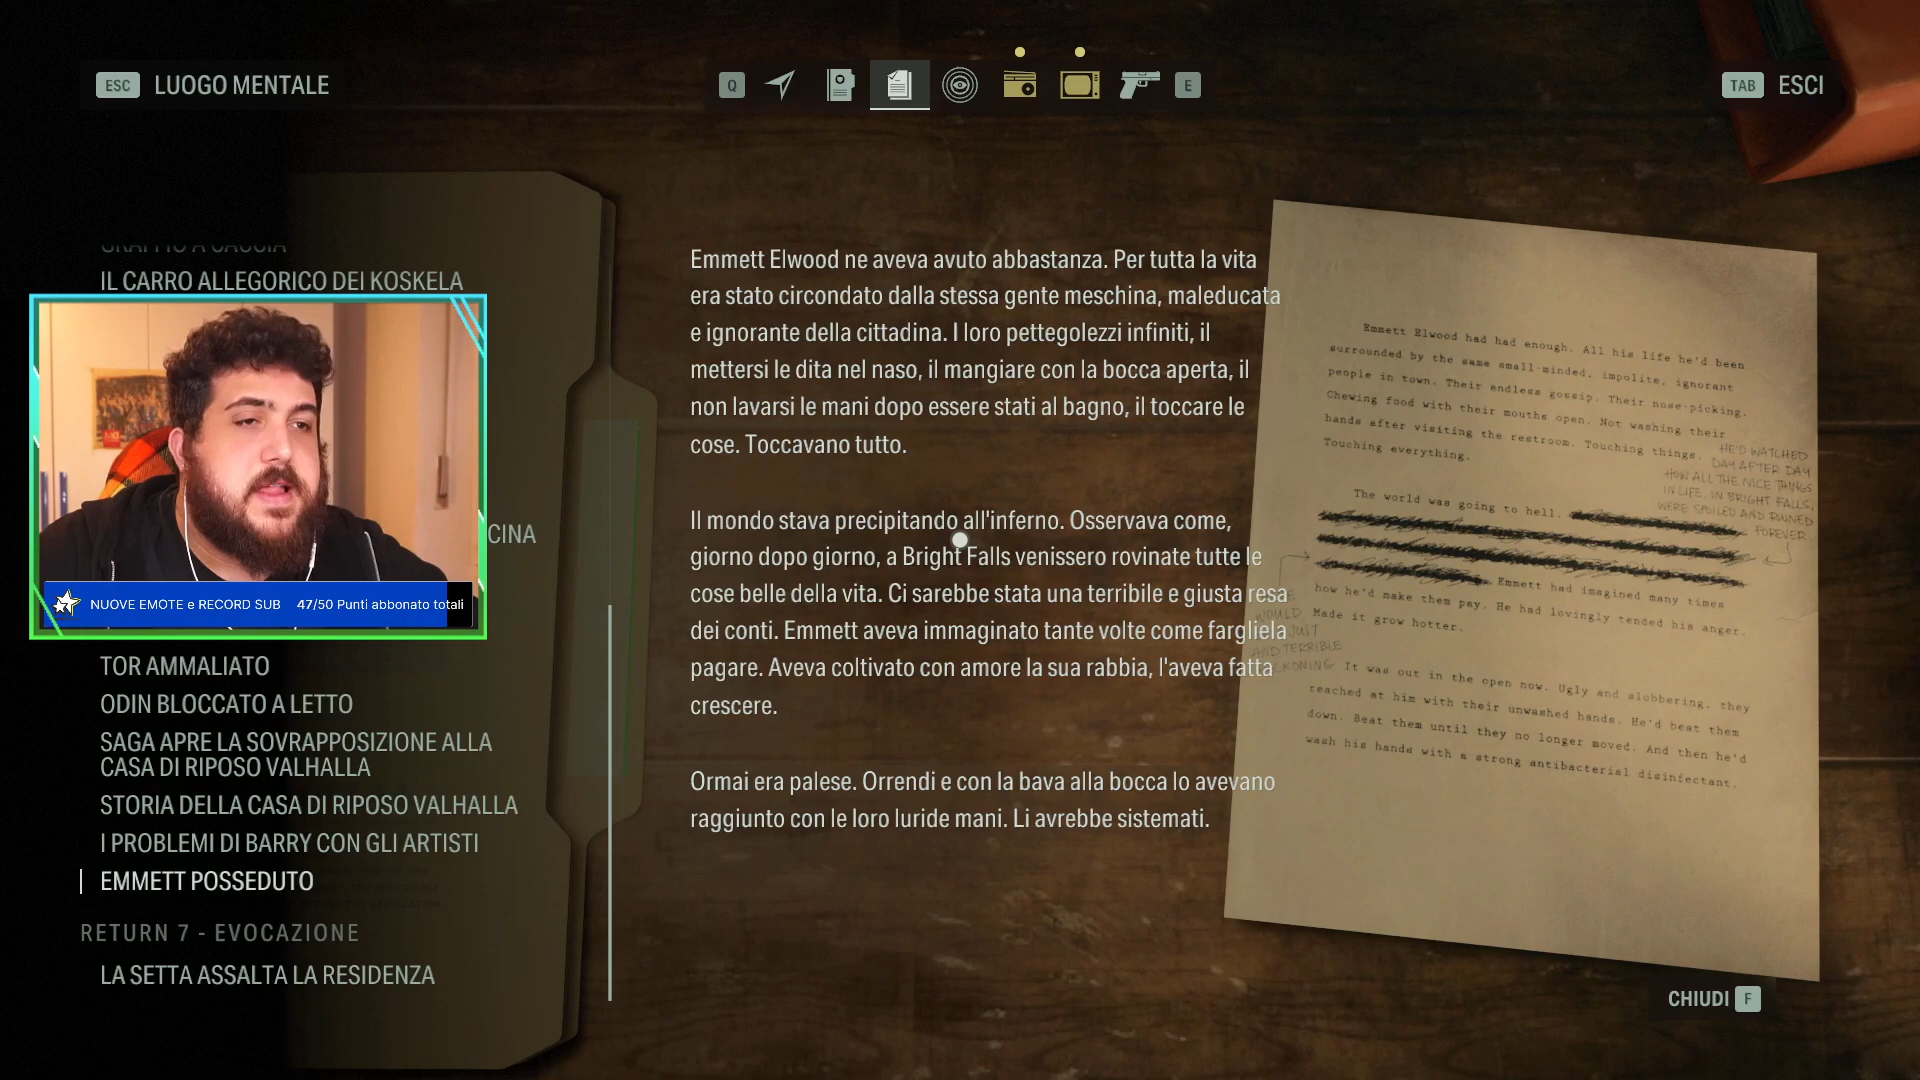 ESC LUOGO MENTALE
Q
E
TAB ESCI
GRAFFIO A CACCIA
IL CARRO ALLEGORICO DEI KOSKELA
CINA
NUOVE EMOTE e RECORD SUB 47/50 Punti abbonato totali
TOR AMMALIATO
ODIN BLOCCATO A LETTO
SAGA APRE LA SOVRAPPOSIZIONE ALLA
CASA DI RIPOSO VALHALLA
STORIA DELLA CASA DI RIPOSO VALHALLA
I PROBLEMI DI BARRY CON GLI ARTISTI
EMMETT POSSEDUTO
RETURN 7 - EVOCAZIONE
LA SETTA ASSALTA LA RESIDENZA
Emmett Elwood ne aveva avuto abbastanza. Per tutta la vita
era stato circondato dalla stessa gente meschina, maleducata
e ignorante della cittadina. I loro pettegolezzi infiniti, il
mettersi le dita nel naso, il mangiare con la bocca aperta, il
non lavarsi le mani dopo essere stati al bagno, il toccare le
cose. Toccavano tutto.
Il mondo stava precipitando all'inferno. Osservava come,
giorno dopo giorno, a Bright Falls venissero rovinate tutte le
cose belle della vita. Ci sarebbe stata una terribile e giusta resa
dei conti. Emmett aveva immaginato tante volte come fargliela
pagare. Aveva coltivato con amore la sua rabbia, l'aveva fatta
crescere.
Ormai era palese. Orrendi e con la bava alla bocca lo avevano
raggiunto con le loro luride mani. Li avrebbe sistemati.
Emmett Elwood had had enough. All his life he'd been
surrounded by the same small-minded, impolite, ignorant
people in town. Their endless gossip. Their nose-picking.
Chewing food with their mouths open. Not washing their
hands after visiting the restroom. Touching things.
Touching everything.
HE'D WATCHED
DAY AFTER DAY
HOW ALL THE NICE THINGS
IN LIFE, IN BRIGHT FALLS,
WERE SPOILED AND RUINED
FOREVER.
The world was going to hell.
Emmett had imagined many times
how he'd make them pay. He had lovingly tended his anger.
Made it grow hotter.
WOULD
JUST
AND TERRIBLE
It was out in the open now. Ugly and slobbering, they
reached at him with their unwashed hands. He'd beat them
down. Beat them until they no longer moved. And then he'd
wash his hands with a strong antibacterial disinfectant.
CHIUDI F